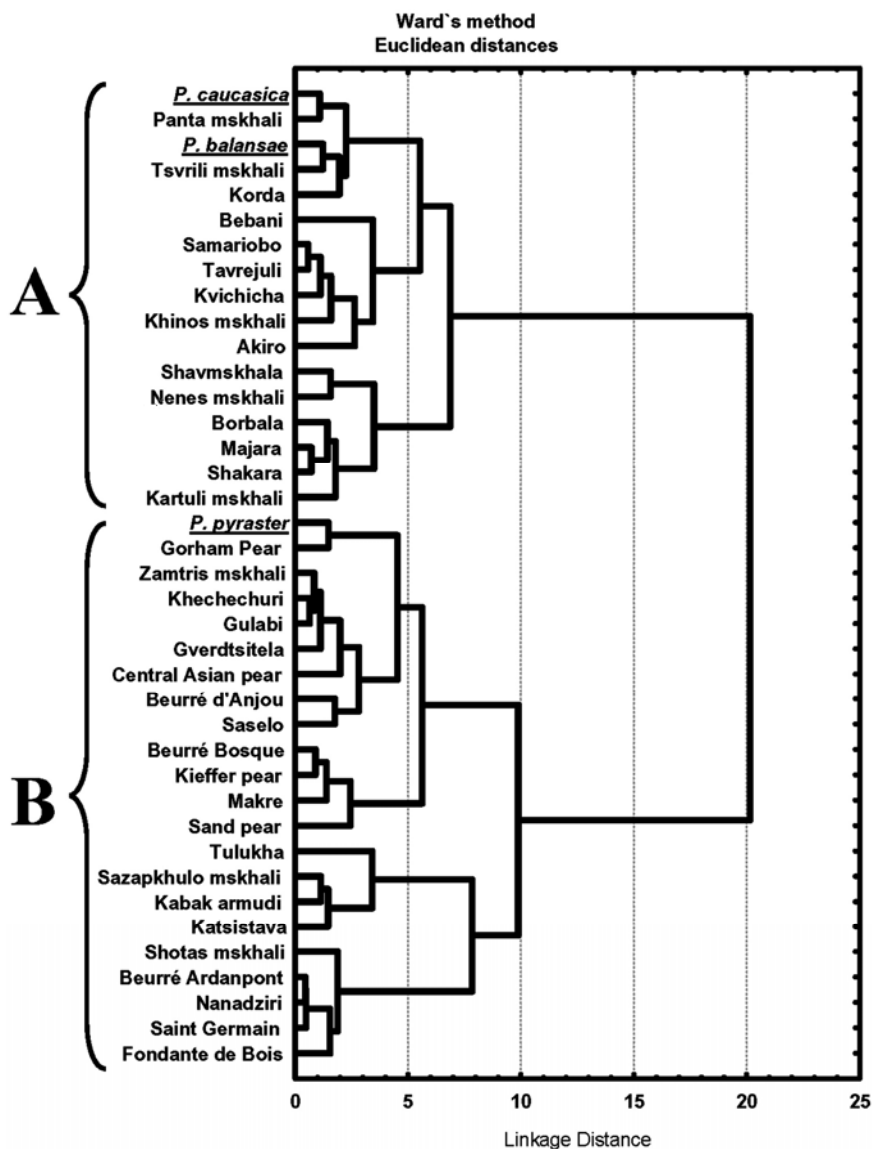 Ward`s method
Euclidean distances
A
P. caucasica
Panta mskhali
P. balansae
Tsvrili mskhali
Korda
Bebani
Samariobo
Tavrejuli
Kvichicha
Khinos mskhali
Akiro
Shavmskhala
Nenes mskhali
Borbala
Majara
Shakara
Kartuli mskhali
B
P. pyraster
Gorham Pear
Zamtris mskhali
Khechechuri
Gulabi
Gverdtsitela
Central Asian pear
Beurré d'Anjou
Saselo
Beurré Bosque
Kieffer pear
Makre
Sand pear
Tulukha
Sazapkhulo mskhali
Kabak armudi
Katsistava
Shotas mskhali
Beurré Ardanpont
Nanadziri
Saint Germain
Fondante de Bois
0 5 10 15 20 25
Linkage Distance